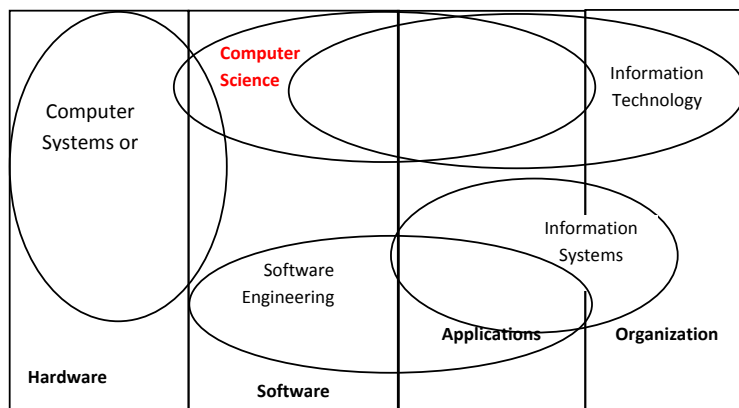 Computer
Science
Information
Technology
Computer
Systems or
Information
Systems
Software
Engineering
Applications
Organization
Hardware
Software